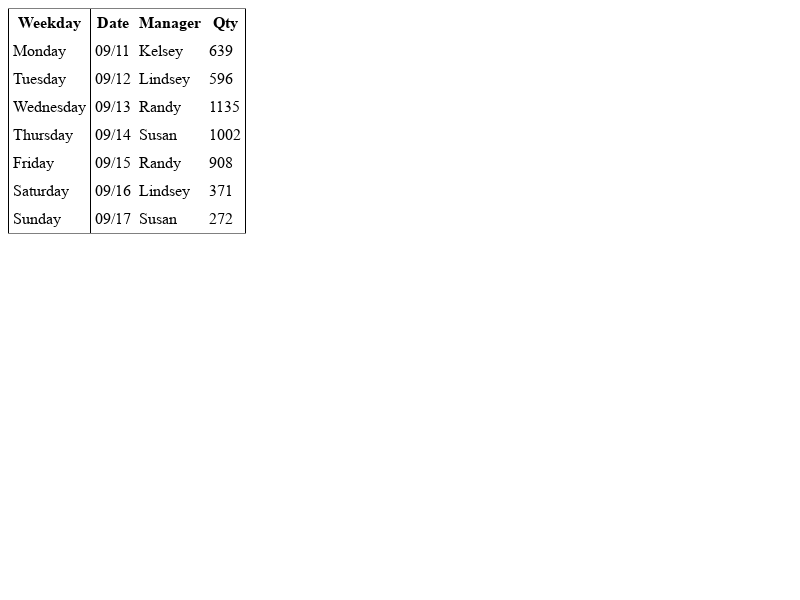 Weekday Date Manager Qty
Monday 09/11 Kelsey 639
Tuesday 09/12 Lindsey 596
Wednesday 09/13 Randy 1135
Thursday 09/14 Susan 1002
Friday 09/15 Randy 908
Saturday 09/16 Lindsey 371
Sunday 09/17 Susan 272